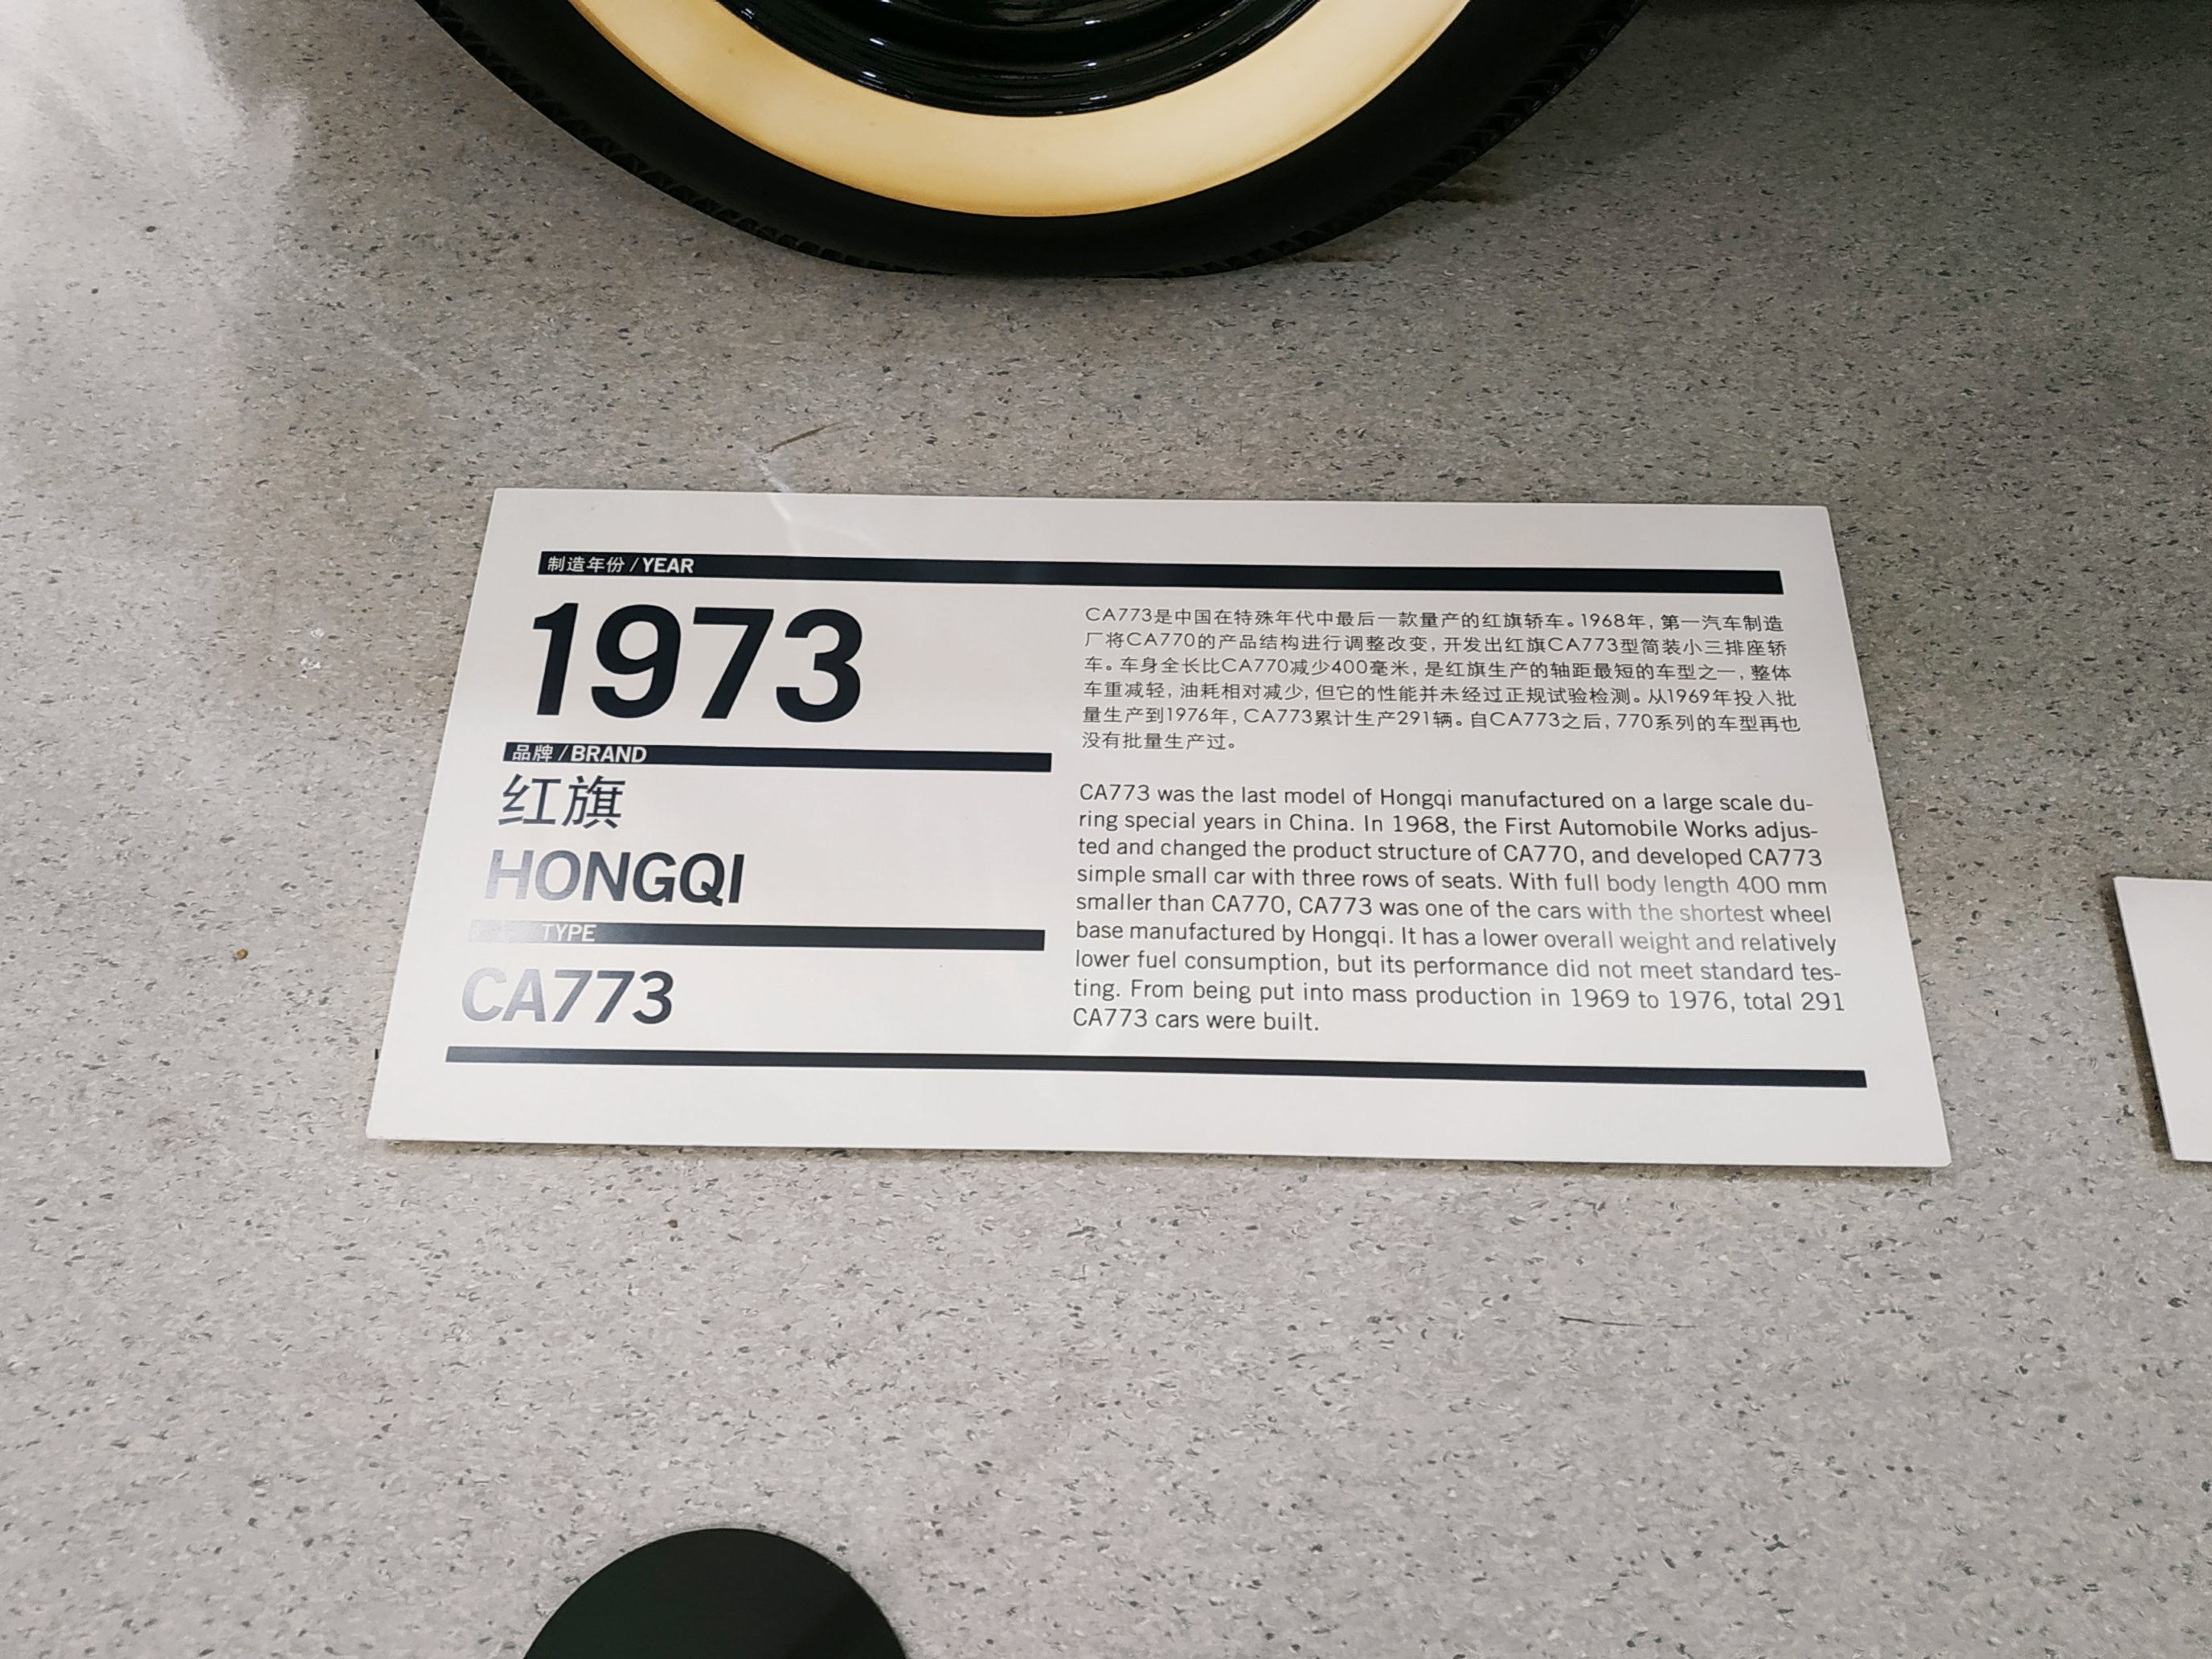 制造年份 / YEAR
1973
品牌 / BRAND
红旗
HONGQI
TYPE
CA773
CA773是中国在特殊年代中最后一款量产的红旗轿车。1968年，第一汽车制造
厂将CA770的产品结构进行调整改变，开发出红旗CA773型简装小三排座轿
车。车身全长比CA770减少400毫米，是红旗生产的轴距最短的车型之一，整体
车重减轻，油耗相对减少，但它的性能并未经过正规试验检测。从1969年投入批
量生产到1976年，CA773累计生产291辆。自CA773之后，770系列的车型再也
没有批量生产过。
CA773 was the last model of Hongqi manufactured on a large scale du-
ring special years in China. In 1968, the First Automobile Works adjus-
ted and changed the product structure of CA770, and developed CA773
simple small car with three rows of seats. With full body length 400 mm
smaller than CA770, CA773 was one of the cars with the shortest wheel
base manufactured by Hongqi. It has a lower overall weight and relatively
lower fuel consumption, but its performance did not meet standard tes-
ting. From being put into mass production in 1969 to 1976, total 291
CA773 cars were built.